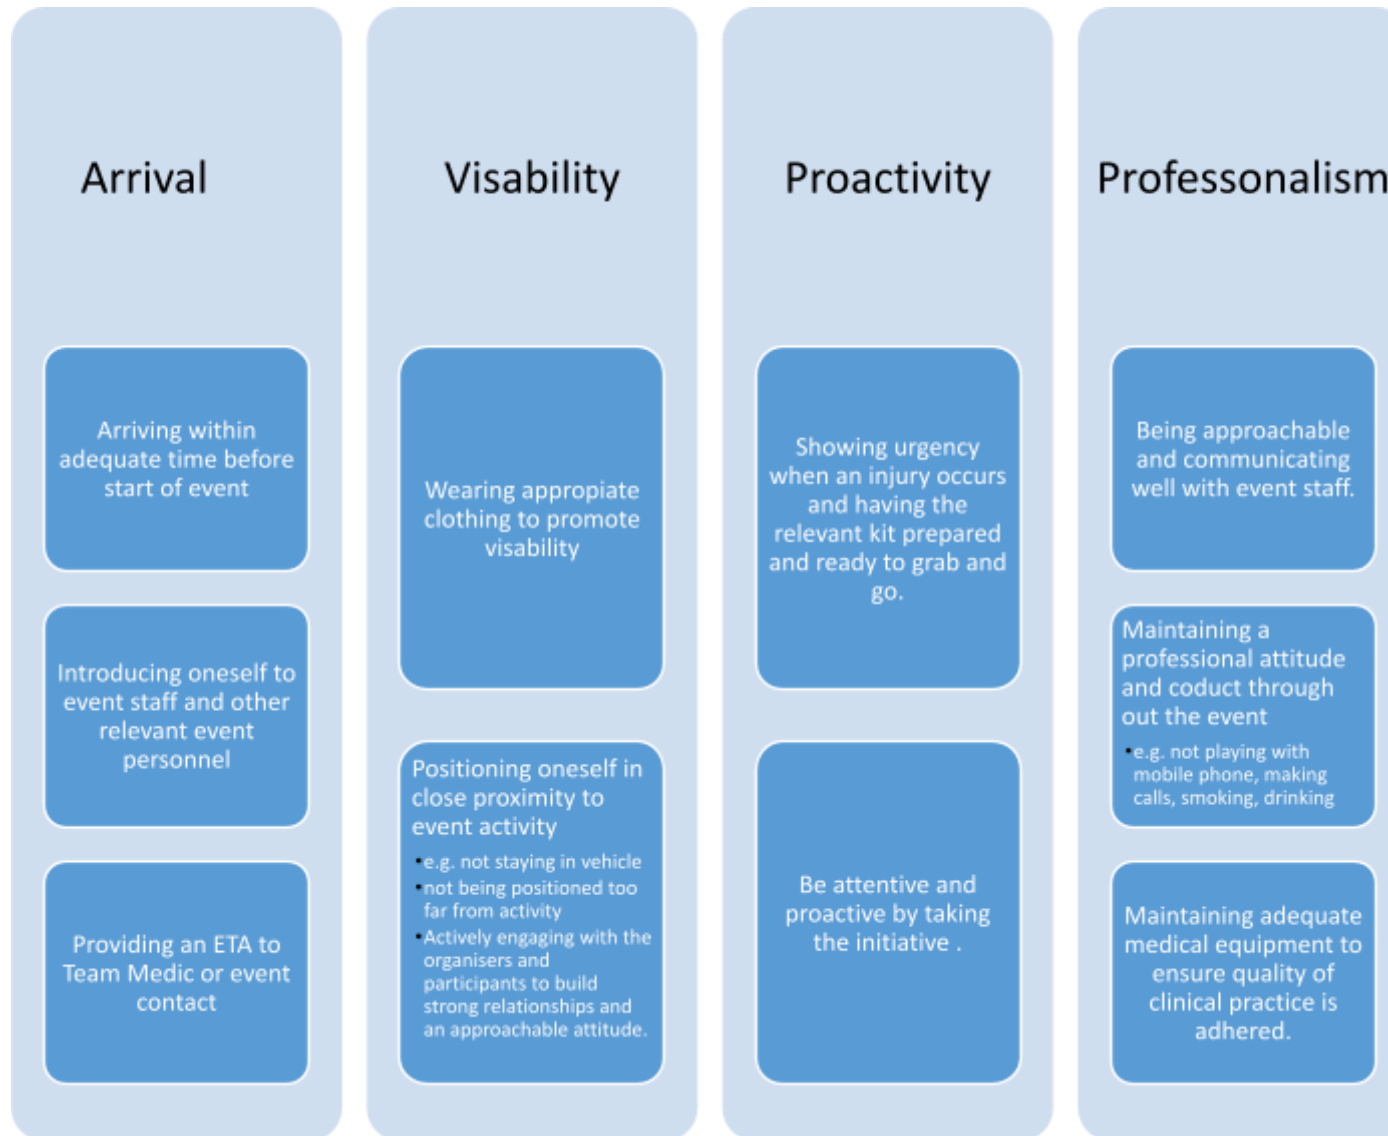 Arrival
Arriving within
adequate time before
start of event
Introducing oneself to
event staff and other
relevant event
personnel
Providing an ETA to
Team Medic or event
contact
Visability
Wearing appropiate
clothing to promote
visability
Positioning oneself in
close proximity to
event activity
•e.g. not staying in vehicle
•not being positioned too
far from activity
•Actively engaging with the
organisers and
participants to build
strong relationships and
an approachable attitude.
Proactivity
Showing urgency
when an injury occurs
and having the
relevant kit prepared
and ready to grab and
go.
Be attentive and
proactive by taking
the initiative .
Professonalism
Being approachable
and communicating
well with event staff.
Maintaining a
professional attitude
and coduct through
out the event
•e.g. not playing with
mobile phone, making
calls, smoking, drinking
Maintaining adequate
medical equipment to
ensure quality of
clinical practice is
adhered.